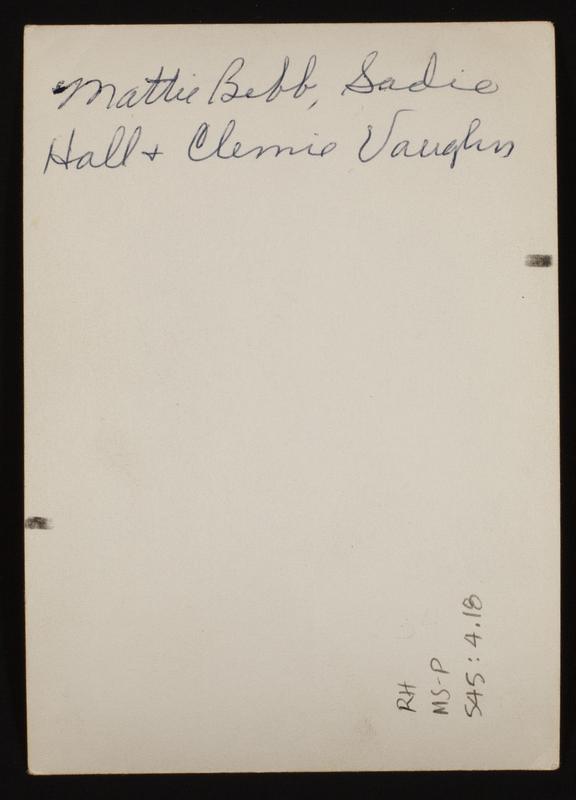 Mattie Bebb, Sadie
Hall + Clemie Vaughn
RH
MS-P
545:4.18